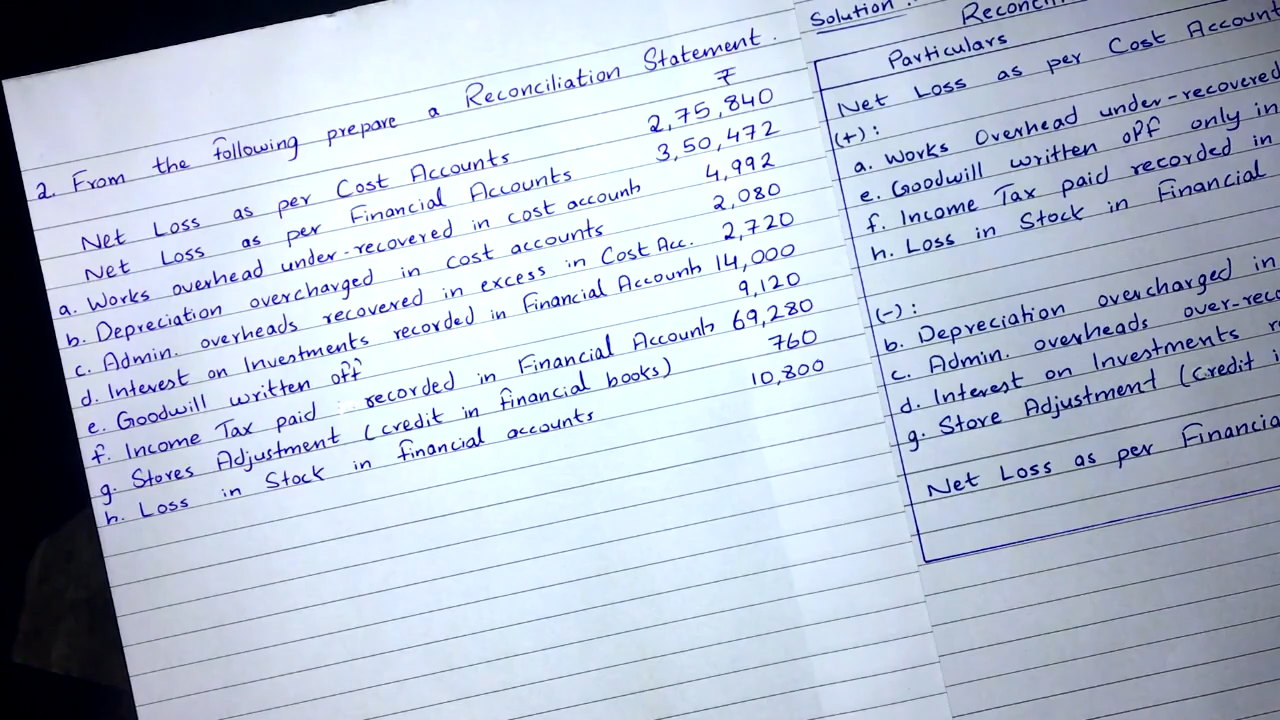 2. From the following prepare a Reconciliation Statement.
₹
Net Loss as per Cost Accounts 2,75,840
Net Loss as per Financial Accounts 3,50,472
a. Works overhead under-recovered in cost accounts 4,992
b. Depreciation overcharged in cost accounts 2,080
c. Admin. overheads recovered in excess in Cost Acc. 2,720
d. Interest on Investments recorded in Financial Accounts 14,000
e. Goodwill written off 9,120
f. Income Tax paid recorded in Financial Accounts 69,280
g. Stores Adjustment (credit in financial books) 760
h. Loss in Stock in financial accounts 10,800
Solution :
Particulars
Net Loss as per Cost Account
(+):
a. Works Overhead under-recovered
e. Goodwill written off only in
f. Income Tax paid recorded in
h. Loss in Stock in Financial
(-):
b. Depreciation overcharged in
c. Admin. overheads over-rec
d. Interest on Investments
g. Store Adjustment (Credit
Net Loss as per Financia